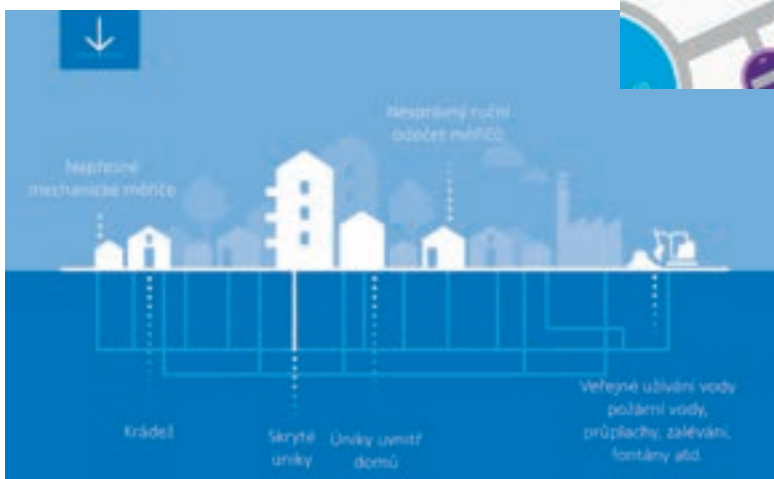 Nesprávný ruční
odečet měřičů
Nepřesné
mechanické měřiče
Krádež
Skryté
úniky
Úniky uvnitř
domů
Veřejné užívání vody
požární vody,
průplachy, zalévání,
fontány atd.